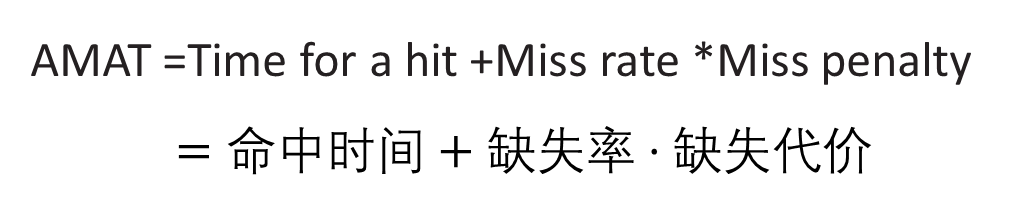 AMAT =Time for a hit +Miss rate *Miss penalty
= 命中时间 + 缺失率 · 缺失代价